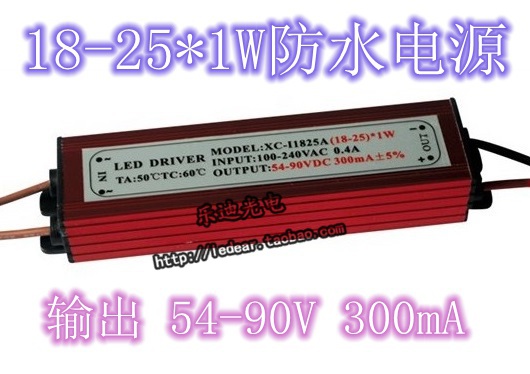 18-25*1W防水电源
LED DRIVER
MODEL:XC-I1825A(18-25)*1W
INPUT:100-240VAC 0.4A
TA:50℃TC:60℃
OUTPUT:54-90VDC 300mA±5%
IN
OUT
乐迪光电
http://ledear.taobao.com
输出 54-90V 300mA